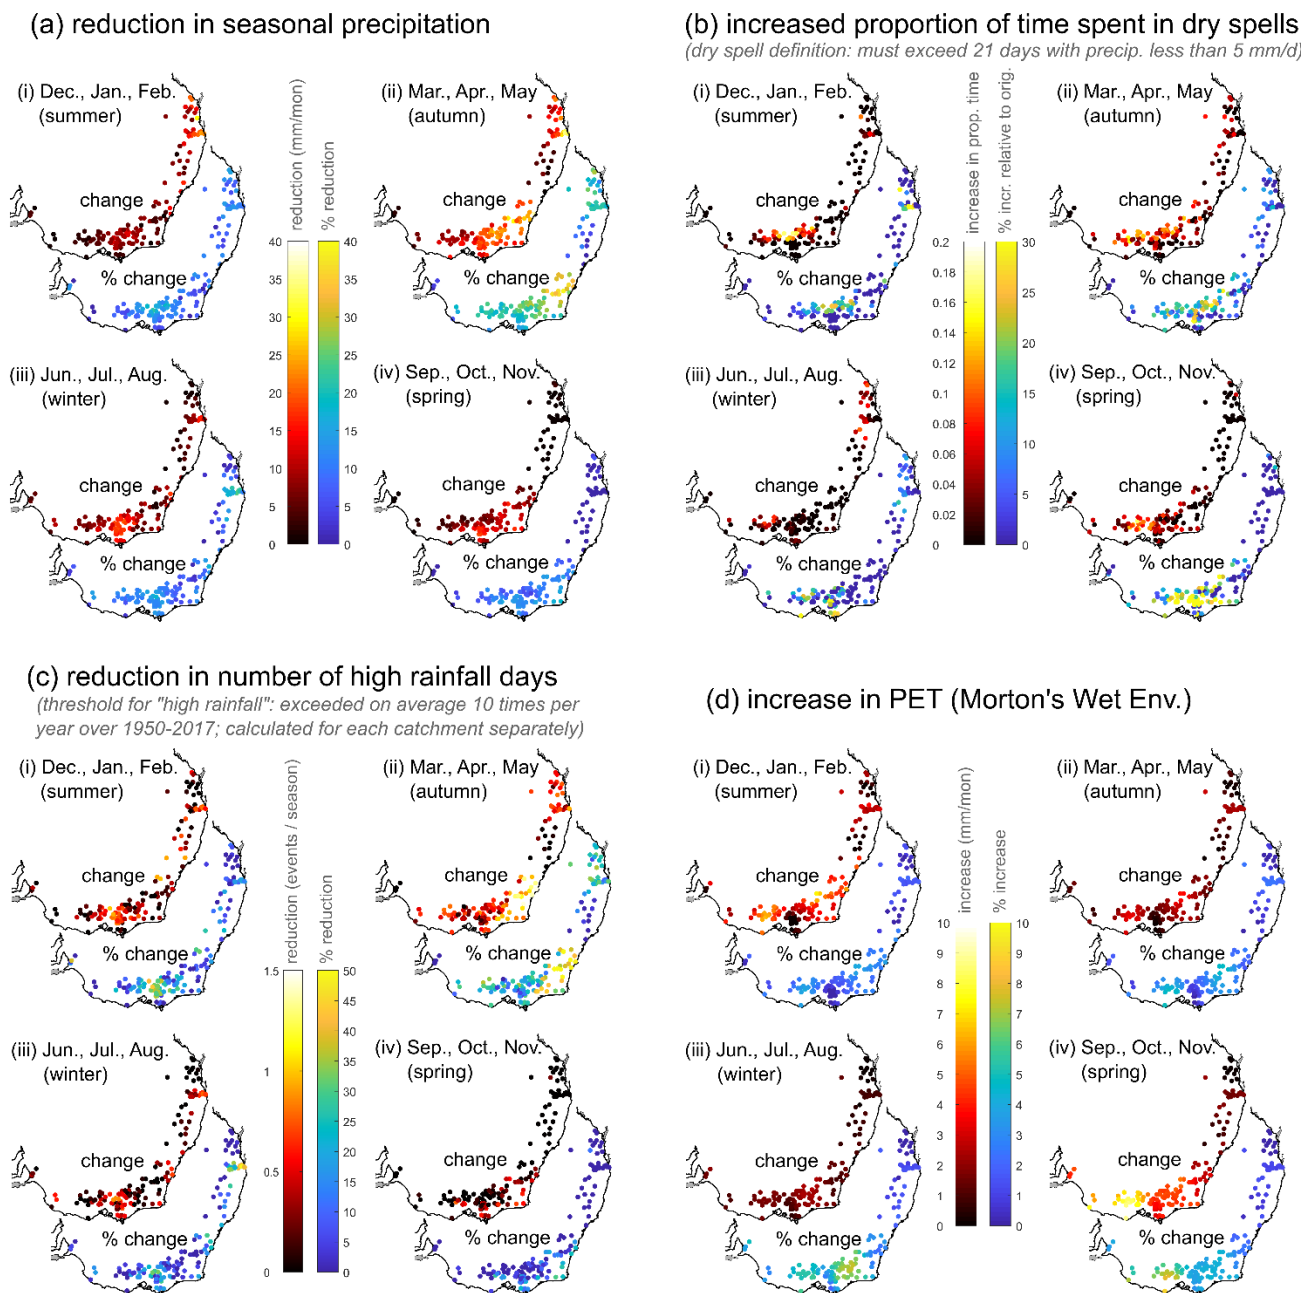 (a) reduction in seasonal precipitation
(i) Dec., Jan., Feb.
(summer)
change
% change
(ii) Mar., Apr., May
(autumn)
change
% change
(iii) Jun., Jul., Aug.
(winter)
change
% change
(iv) Sep., Oct., Nov.
(spring)
change
% change
reduction (mm/mon)
40
35
30
25
20
15
10
5
0
% reduction
40
35
30
25
20
15
10
5
0
(b) increased proportion of time spent in dry spells
(dry spell definition: must exceed 21 days with precip. less than 5 mm/d)
(i) Dec., Jan., Feb.
(summer)
change
% change
(ii) Mar., Apr., May
(autumn)
change
% change
(iii) Jun., Jul., Aug.
(winter)
change
% change
(iv) Sep., Oct., Nov.
(spring)
change
% change
increase in prop. time
0.2
0.18
0.16
0.14
0.12
0.1
0.08
0.06
0.04
0.02
0
% incr. relative to orig.
30
25
20
15
10
5
0
(c) reduction in number of high rainfall days
(threshold for "high rainfall": exceeded on average 10 times per
year over 1950-2017; calculated for each catchment separately)
(i) Dec., Jan., Feb.
(summer)
change
% change
(ii) Mar., Apr., May
(autumn)
change
% change
(iii) Jun., Jul., Aug.
(winter)
change
% change
(iv) Sep., Oct., Nov.
(spring)
change
% change
reduction (events / season)
1.5
1
0.5
0
% reduction
50
45
40
35
30
25
20
15
10
5
0
(d) increase in PET (Morton's Wet Env.)
(i) Dec., Jan., Feb.
(summer)
change
% change
(ii) Mar., Apr., May
(autumn)
change
% change
(iii) Jun., Jul., Aug.
(winter)
change
% change
(iv) Sep., Oct., Nov.
(spring)
change
% change
increase (mm/mon)
10
9
8
7
6
5
4
3
2
1
0
% increase
10
9
8
7
6
5
4
3
2
1
0